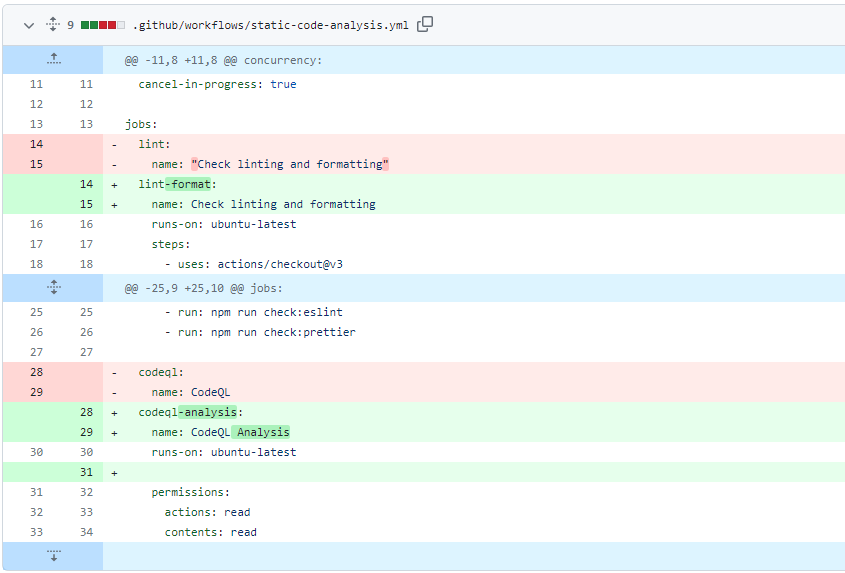 9 .github/workflows/static-code-analysis.yml
@@ -11,8 +11,8 @@ concurrency:
11 11 cancel-in-progress: true
12 12
13 13 jobs:
14 - lint:
15 - name: "Check linting and formatting"
14 + lint-format:
15 + name: Check linting and formatting
16 16 runs-on: ubuntu-latest
17 17 steps:
18 18 - uses: actions/checkout@v3
@@ -25,9 +25,10 @@ jobs:
25 25 - run: npm run check:eslint
26 26 - run: npm run check:prettier
27 27
28 - codeql:
29 - name: CodeQL
28 + codeql-analysis:
29 + name: CodeQL Analysis
30 30 runs-on: ubuntu-latest
31 +
31 32 permissions:
32 33 actions: read
33 34 contents: read